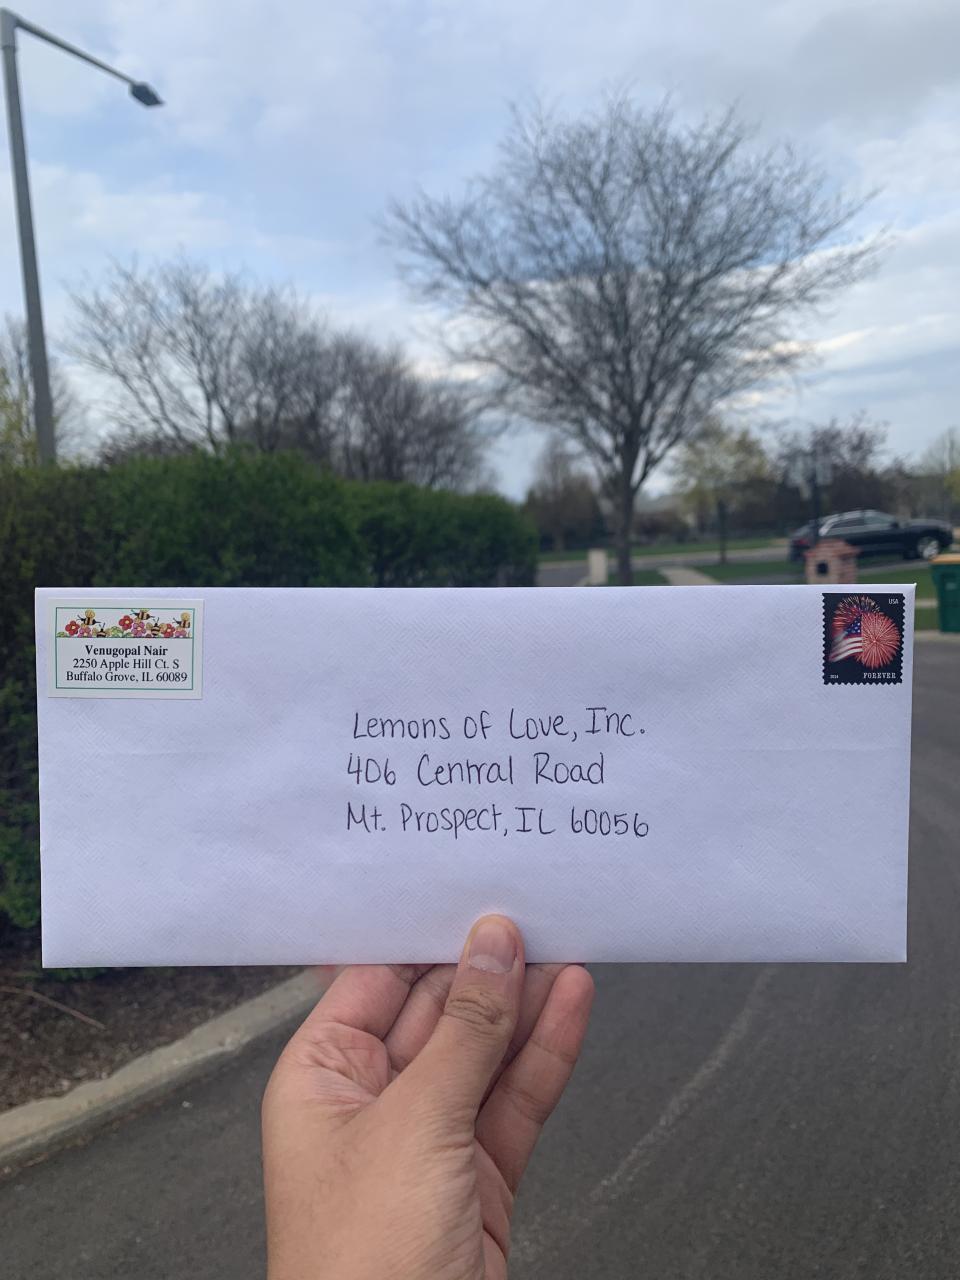 Venugopal Nair
2250 Apple Hill Ct. S
Buffalo Grove, IL 60089
USA
2014 FOREVER
Lemons of Love, Inc.
406 Central Road
Mt. Prospect, IL 60056